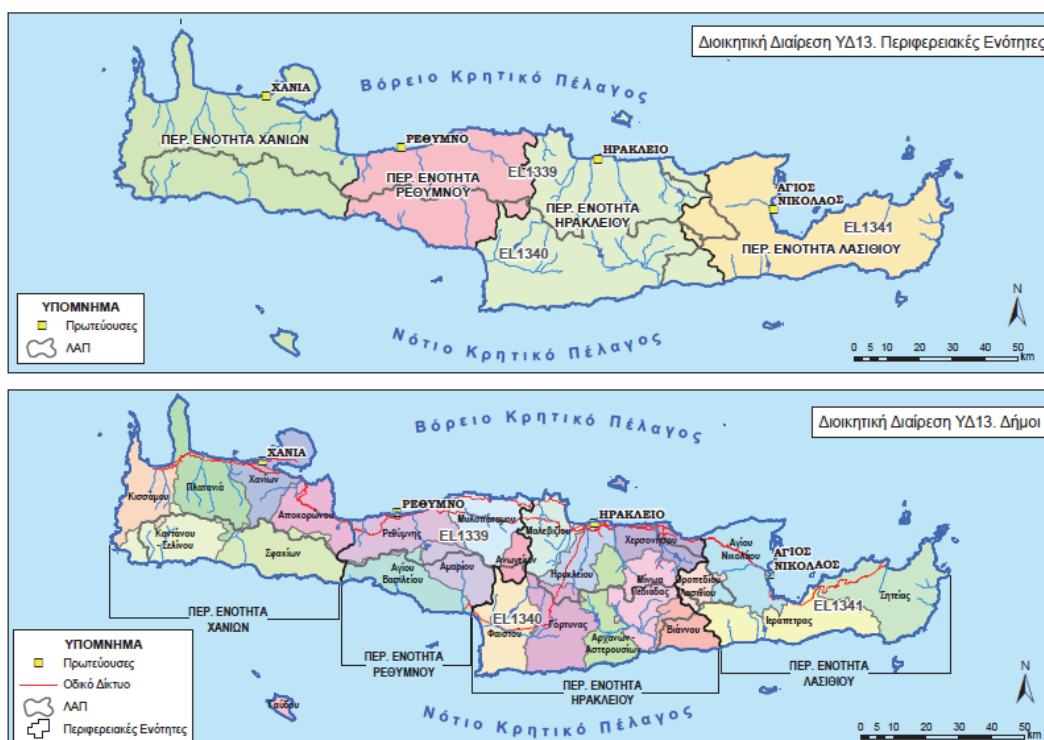 Διοικητική Διαίρεση ΥΔ13. Περιφερειακές Ενότητες
Βόρειο Κρητικό Πέλαγος
ΧΑΝΙΑ
ΠΕΡ. ΕΝΟΤΗΤΑ ΧΑΝΙΩΝ
ΡΕΘΥΜΝΟ
ΠΕΡ. ΕΝΟΤΗΤΑ
ΡΕΘΥΜΝΟΥ
EL1339
ΗΡΑΚΛΕΙΟ
ΠΕΡ. ΕΝΟΤΗΤΑ
ΗΡΑΚΛΕΙΟΥ
EL1340
ΑΓΙΟΣ
ΝΙΚΟΛΑΟΣ
EL1341
ΠΕΡ. ΕΝΟΤΗΤΑ ΛΑΣΙΘΙΟΥ
Νότιο Κρητικό Πέλαγος
ΥΠΟΜΝΗΜΑ
Πρωτεύουσες
ΛΑΠ
N
0 5 10 20 30 40 50
km
Διοικητική Διαίρεση ΥΔ13. Δήμοι
Βόρειο Κρητικό Πέλαγος
ΧΑΝΙΑ
Κισσάμου
Πλατανιά
Χανίων
Αποκορώνου
Καντάνου
- Σελίνου
Σφακίων
ΡΕΘΥΜΝΟ
Ρεθύμνης
Μυλοποτάμου
EL1339
Αγίου
Βασιλείου
Αμαρίου
Ανωγείων
ΗΡΑΚΛΕΙΟ
Μαλεβιζίου
Ηρακλείου
Χερσονήσου
Μίνωα
Πεδιάδας
EL1340
Φαιστού
Γόρτυνας
Αρχανών -
Αστερουσίων
Βιάννου
Οροπεδίου
Λασιθίου
Αγίου
Νικολάου
ΑΓΙΟΣ
ΝΙΚΟΛΑΟΣ
Ιεράπετρας
EL1341
Σητείας
ΠΕΡ. ΕΝΟΤΗΤΑ
ΧΑΝΙΩΝ
ΠΕΡ. ΕΝΟΤΗΤΑ
ΡΕΘΥΜΝΟΥ
ΠΕΡ. ΕΝΟΤΗΤΑ
ΗΡΑΚΛΕΙΟΥ
ΠΕΡ. ΕΝΟΤΗΤΑ
ΛΑΣΙΘΙΟΥ
Γαύδου
Νότιο Κρητικό Πέλαγος
ΥΠΟΜΝΗΜΑ
Πρωτεύουσες
Οδικό Δίκτυο
ΛΑΠ
Περιφερειακές Ενότητες
N
0 5 10 20 30 40 50
km